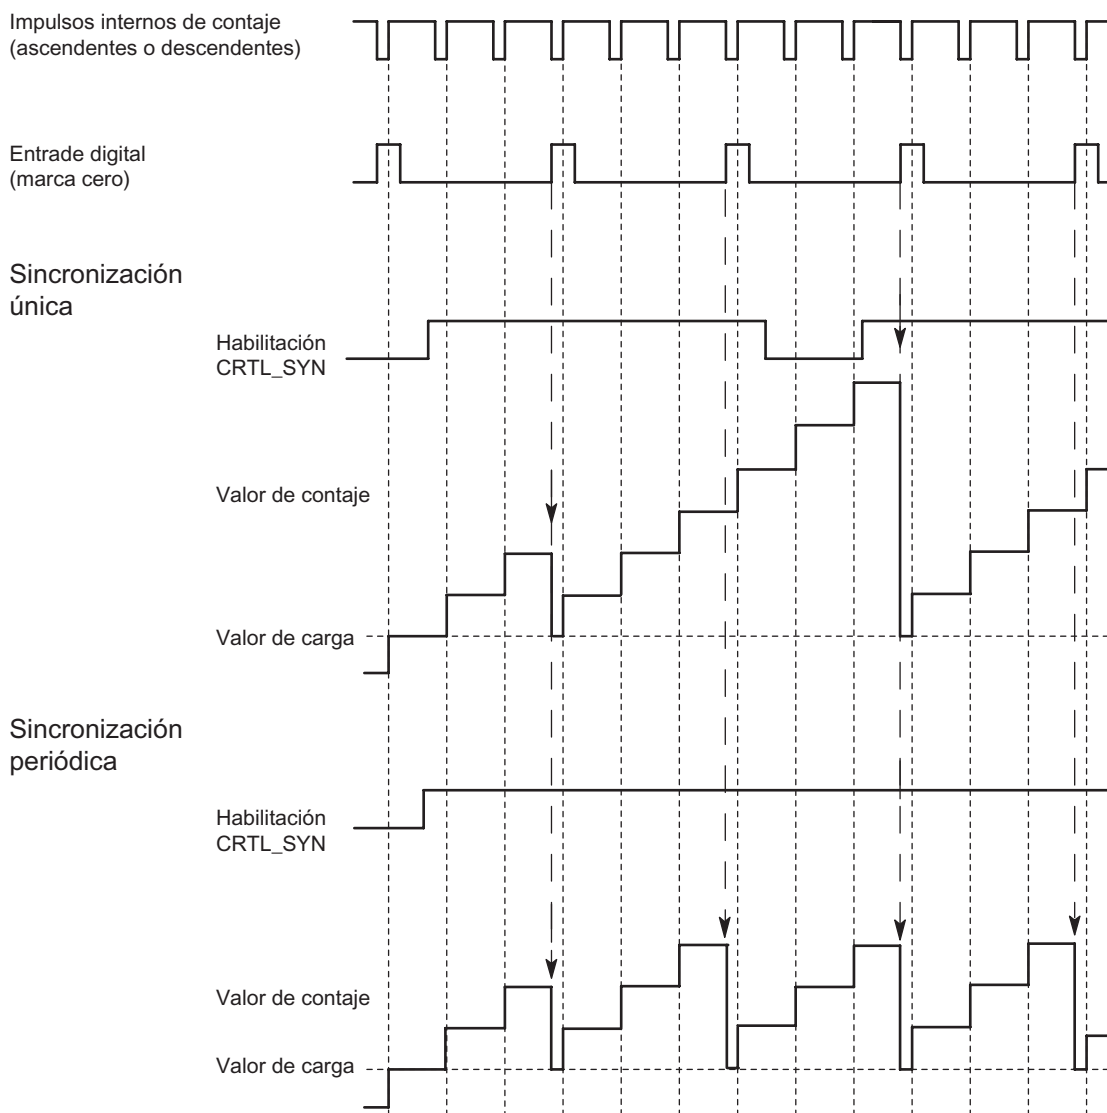 Impulsos internos de contaje
(ascendentes o descendentes)
Entrade digital
(marca cero)
Sincronización
única
Habilitación
CRTL_SYN
Valor de contaje
Valor de carga
Sincronización
periódica
Habilitación
CRTL_SYN
Valor de contaje
Valor de carga